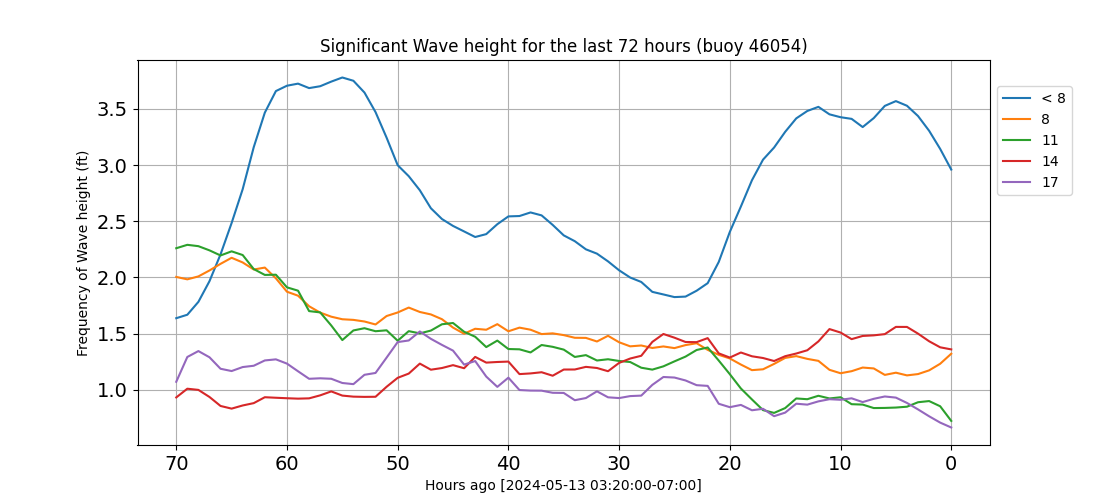 Significant Wave height for the last 72 hours (buoy 46054)
Frequency of Wave height (ft)
3.5
3.0
2.5
2.0
1.5
1.0
70 60 50 40 30 20 10 0
Hours ago [2024-05-13 03:20:00-07:00]
< 8
8
11
14
17